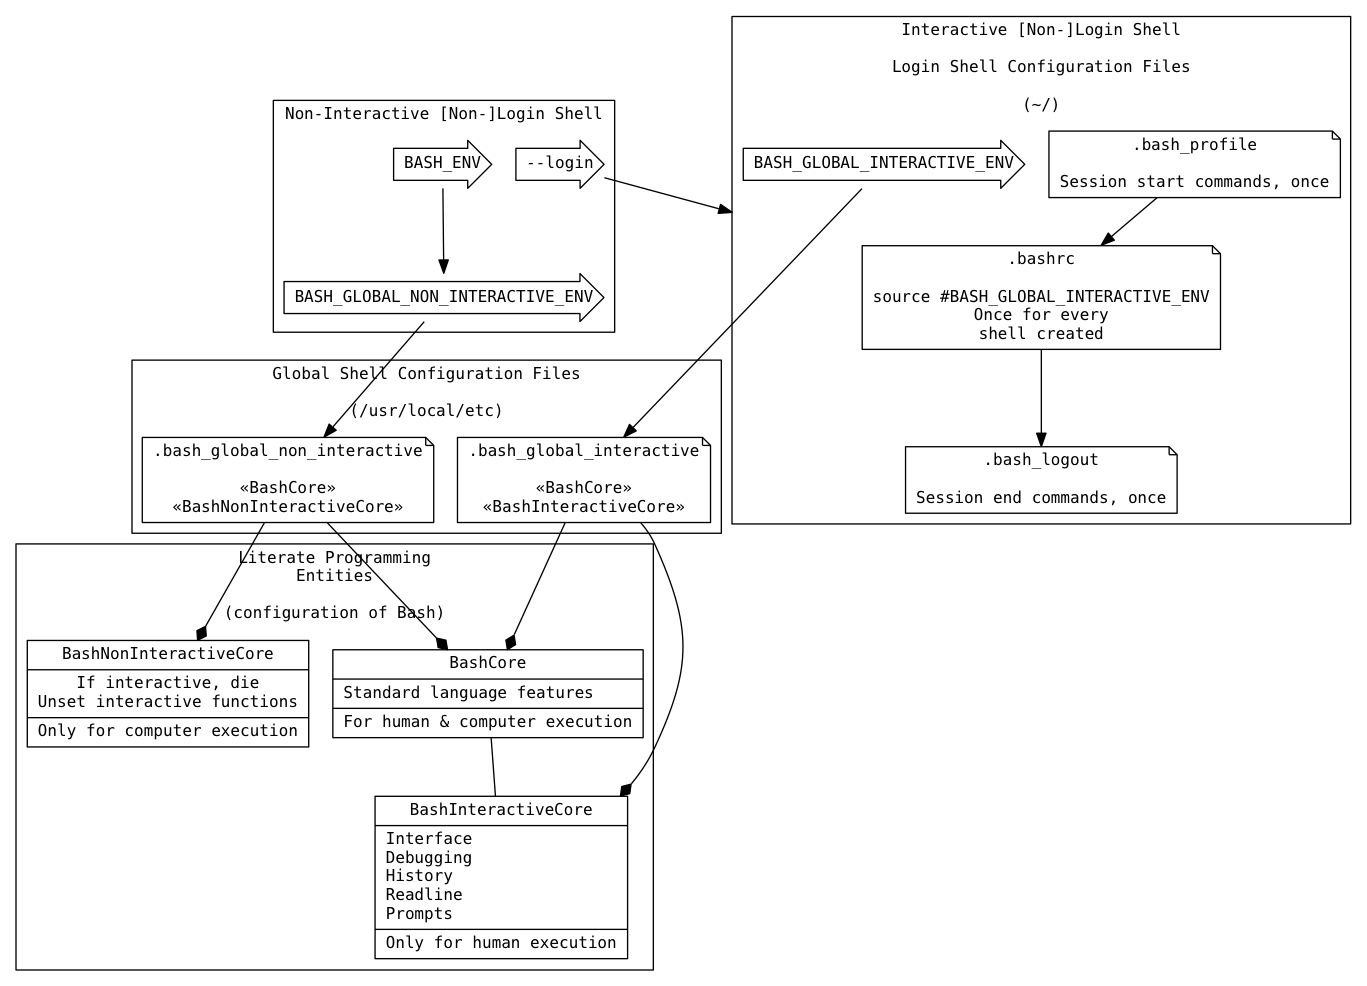 Interactive [Non-]Login Shell
Login Shell Configuration Files
(~/)
Non-Interactive [Non-]Login Shell
BASH_ENV
--login
BASH_GLOBAL_INTERACTIVE_ENV
.bash_profile
Session start commands, once
.bashrc
source #BASH_GLOBAL_INTERACTIVE_ENV
Once for every
shell created
BASH_GLOBAL_NON_INTERACTIVE_ENV
Global Shell Configuration Files
(/usr/local/etc)
.bash_global_non_interactive
«BashCore»
«BashNonInteractiveCore»
.bash_global_interactive
«BashCore»
«BashInteractiveCore»
.bash_logout
Session end commands, once
Literate Programming
Entities
(configuration of Bash)
BashNonInteractiveCore
If interactive, die
Unset interactive functions
Only for computer execution
BashCore
Standard language features
For human & computer execution
BashInteractiveCore
Interface
Debugging
History
Readline
Prompts
Only for human execution